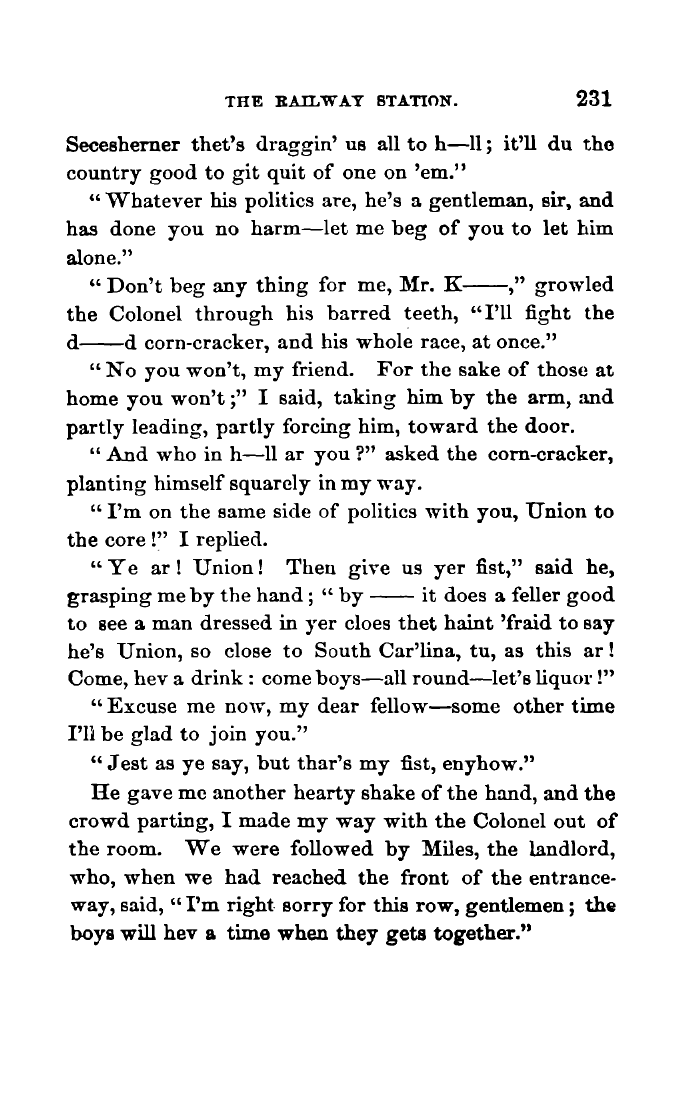 THE RAILWAY STATION. 231
Secesherner thet's draggin' us all to h—ll; it'll du the
country good to git quit of one on 'em."
"Whatever his politics are, he's a gentleman, sir, and
has done you no harm—let me beg of you to let him
alone."
"Don't beg any thing for me, Mr. K——," growled
the Colonel through his barred teeth, "I'll fight the
d——d corn-cracker, and his whole race, at once."
"No you won't, my friend. For the sake of those at
home you won't;" I said, taking him by the arm, and
partly leading, partly forcing him, toward the door.
"And who in h—ll ar you?" asked the corn-cracker,
planting himself squarely in my way.
"I'm on the same side of politics with you, Union to
the core!" I replied.
"Ye ar! Union! Then give us yer fist," said he,
grasping me by the hand; "by —— it does a feller good
to see a man dressed in yer cloes thet haint 'fraid to say
he's Union, so close to South Car'lina, tu, as this ar!
Come, hev a drink: come boys—all round—let's liquor!"
"Excuse me now, my dear fellow—some other time
I'll be glad to join you."
"Jest as ye say, but thar's my fist, enyhow."
He gave me another hearty shake of the hand, and the
crowd parting, I made my way with the Colonel out of
the room. We were followed by Miles, the landlord,
who, when we had reached the front of the entrance-
way, said, "I'm right sorry for this row, gentlemen; the
boys will hev a time when they gets together."